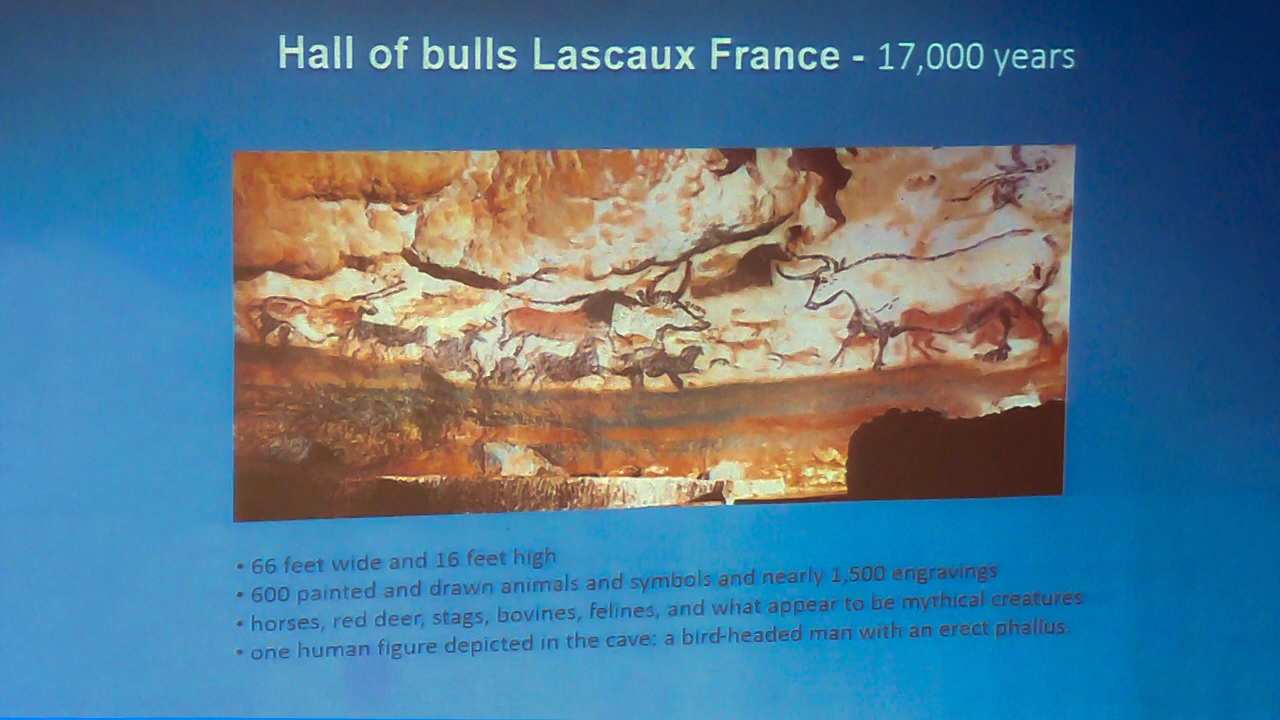 Hall of bulls Lascaux France - 17,000 years
• 66 feet wide and 16 feet high
• 600 painted and drawn animals and symbols and nearly 1,500 engravings
• horses, red deer, stags, bovines, felines, and what appear to be mythical creatures
• one human figure depicted in the cave: a bird-headed man with an erect phallus.